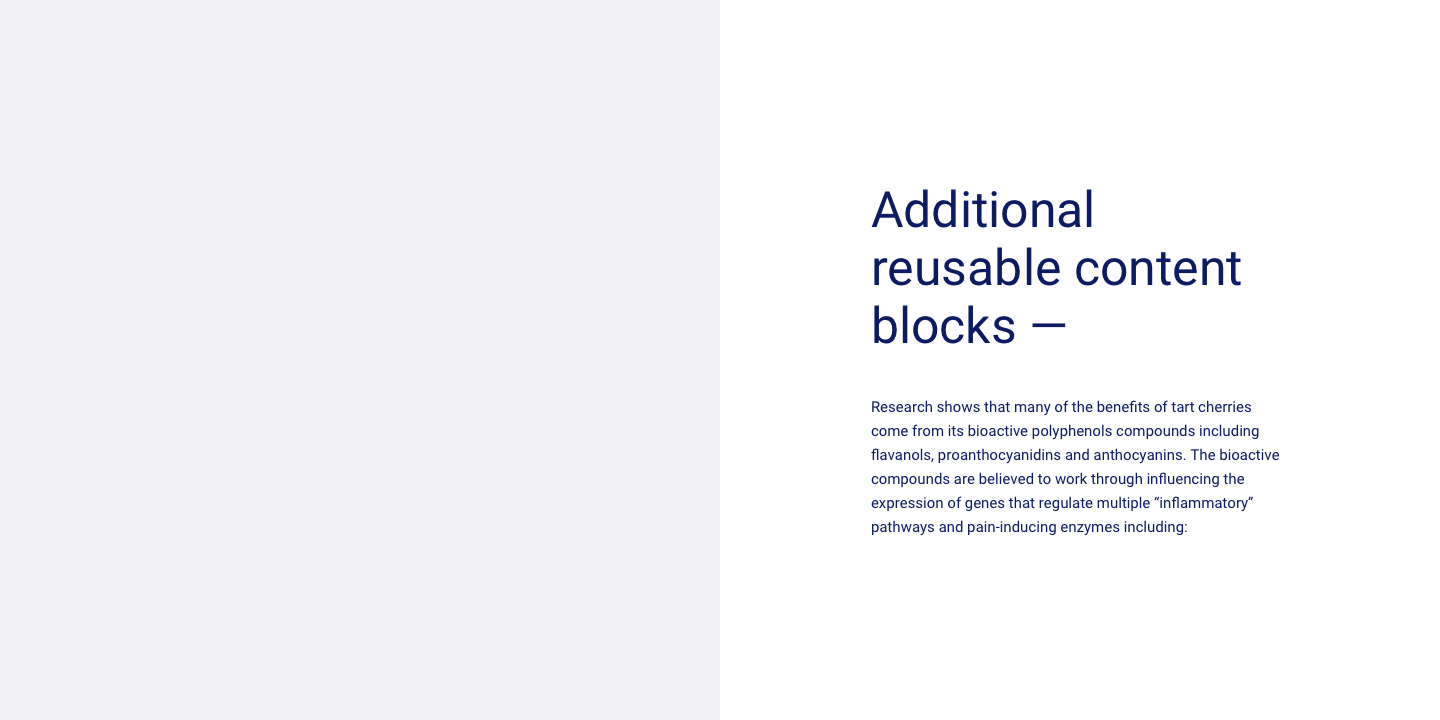 Additional
reusable content
blocks —
Research shows that many of the benefits of tart cherries
come from its bioactive polyphenols compounds including
flavanols, proanthocyanidins and anthocyanins. The bioactive
compounds are believed to work through influencing the
expression of genes that regulate multiple “inflammatory”
pathways and pain-inducing enzymes including: